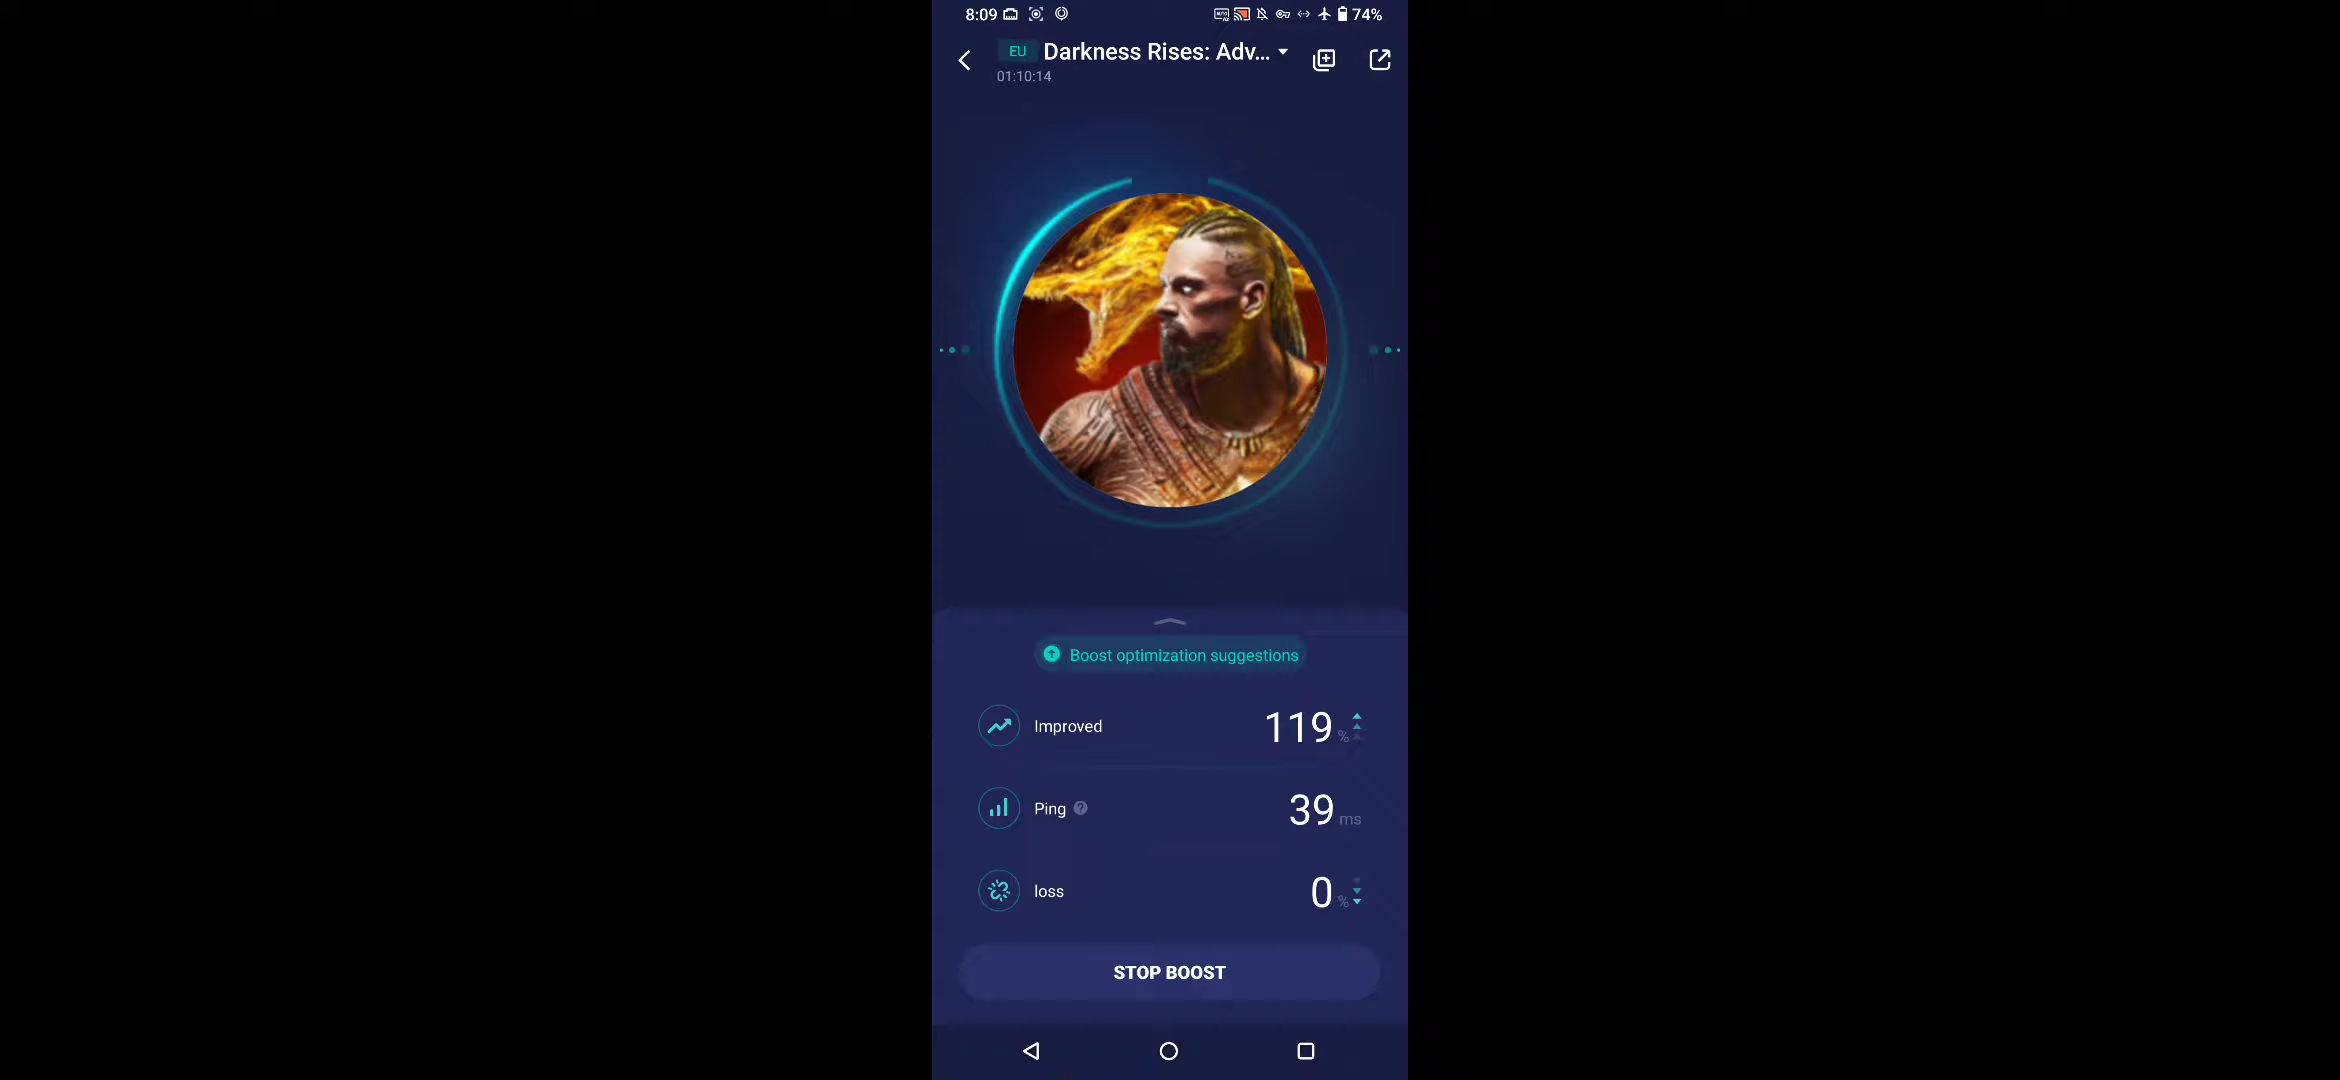 8:09
74%
EU Darkness Rises: Adv...
01:10:14
Boost optimization suggestions
Improved 119 %
Ping ? 39 ms
loss 0 %
STOP BOOST